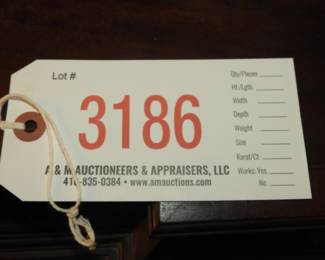 Lot #
3186
A & M AUCTIONEERS & APPRAISERS, LLC
410-835-0384 • www.amauctions.com
Qty/Pieces
Ht./Lgth.
Width
Depth
Weight
Size
Karat/Ct.
Works: Yes
No